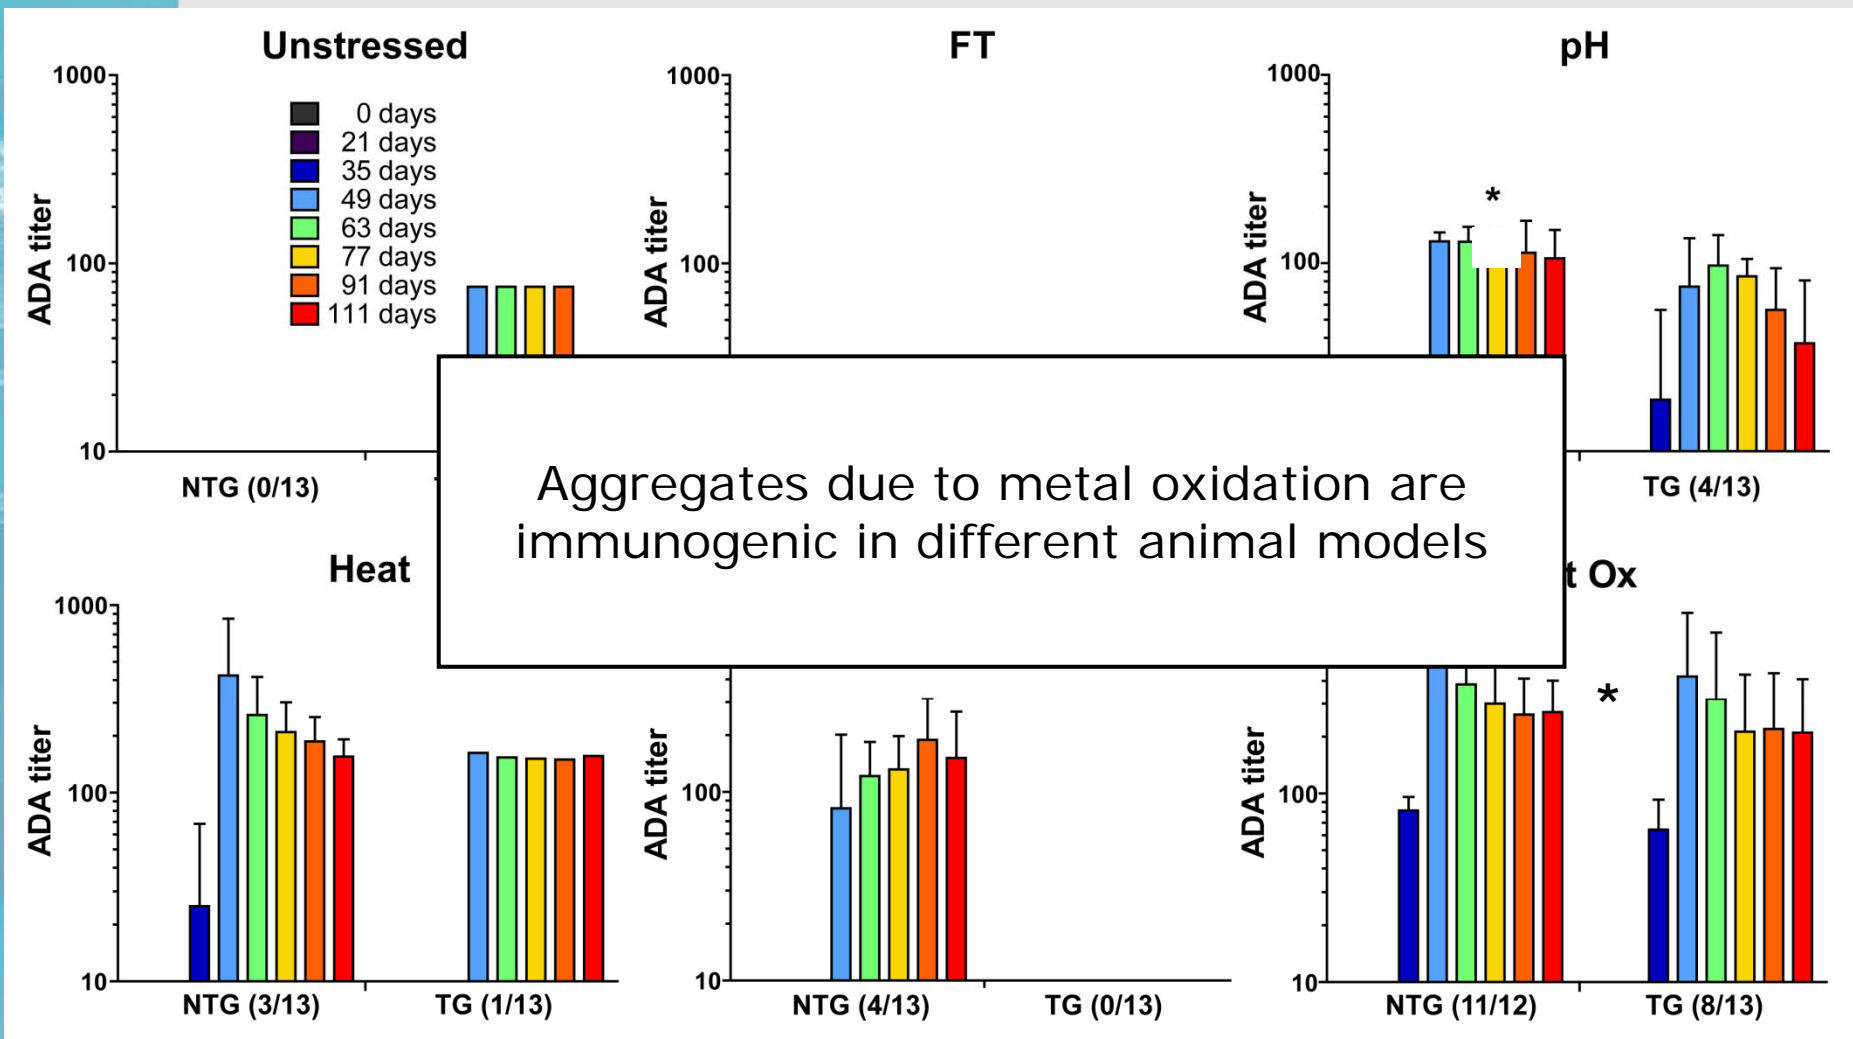 Unstressed
FT
pH
1000
100
10
ADA titer
0 days
21 days
35 days
49 days
63 days
77 days
91 days
111 days
NTG (0/13)
1000
100
ADA titer
1000
100
ADA titer
*
TG (4/13)
Aggregates due to metal oxidation are
immunogenic in different animal models
Heat
t Ox
1000
100
10
ADA titer
NTG (3/13)
TG (1/13)
100
10
ADA titer
NTG (4/13)
TG (0/13)
100
10
ADA titer
*
NTG (11/12)
TG (8/13)